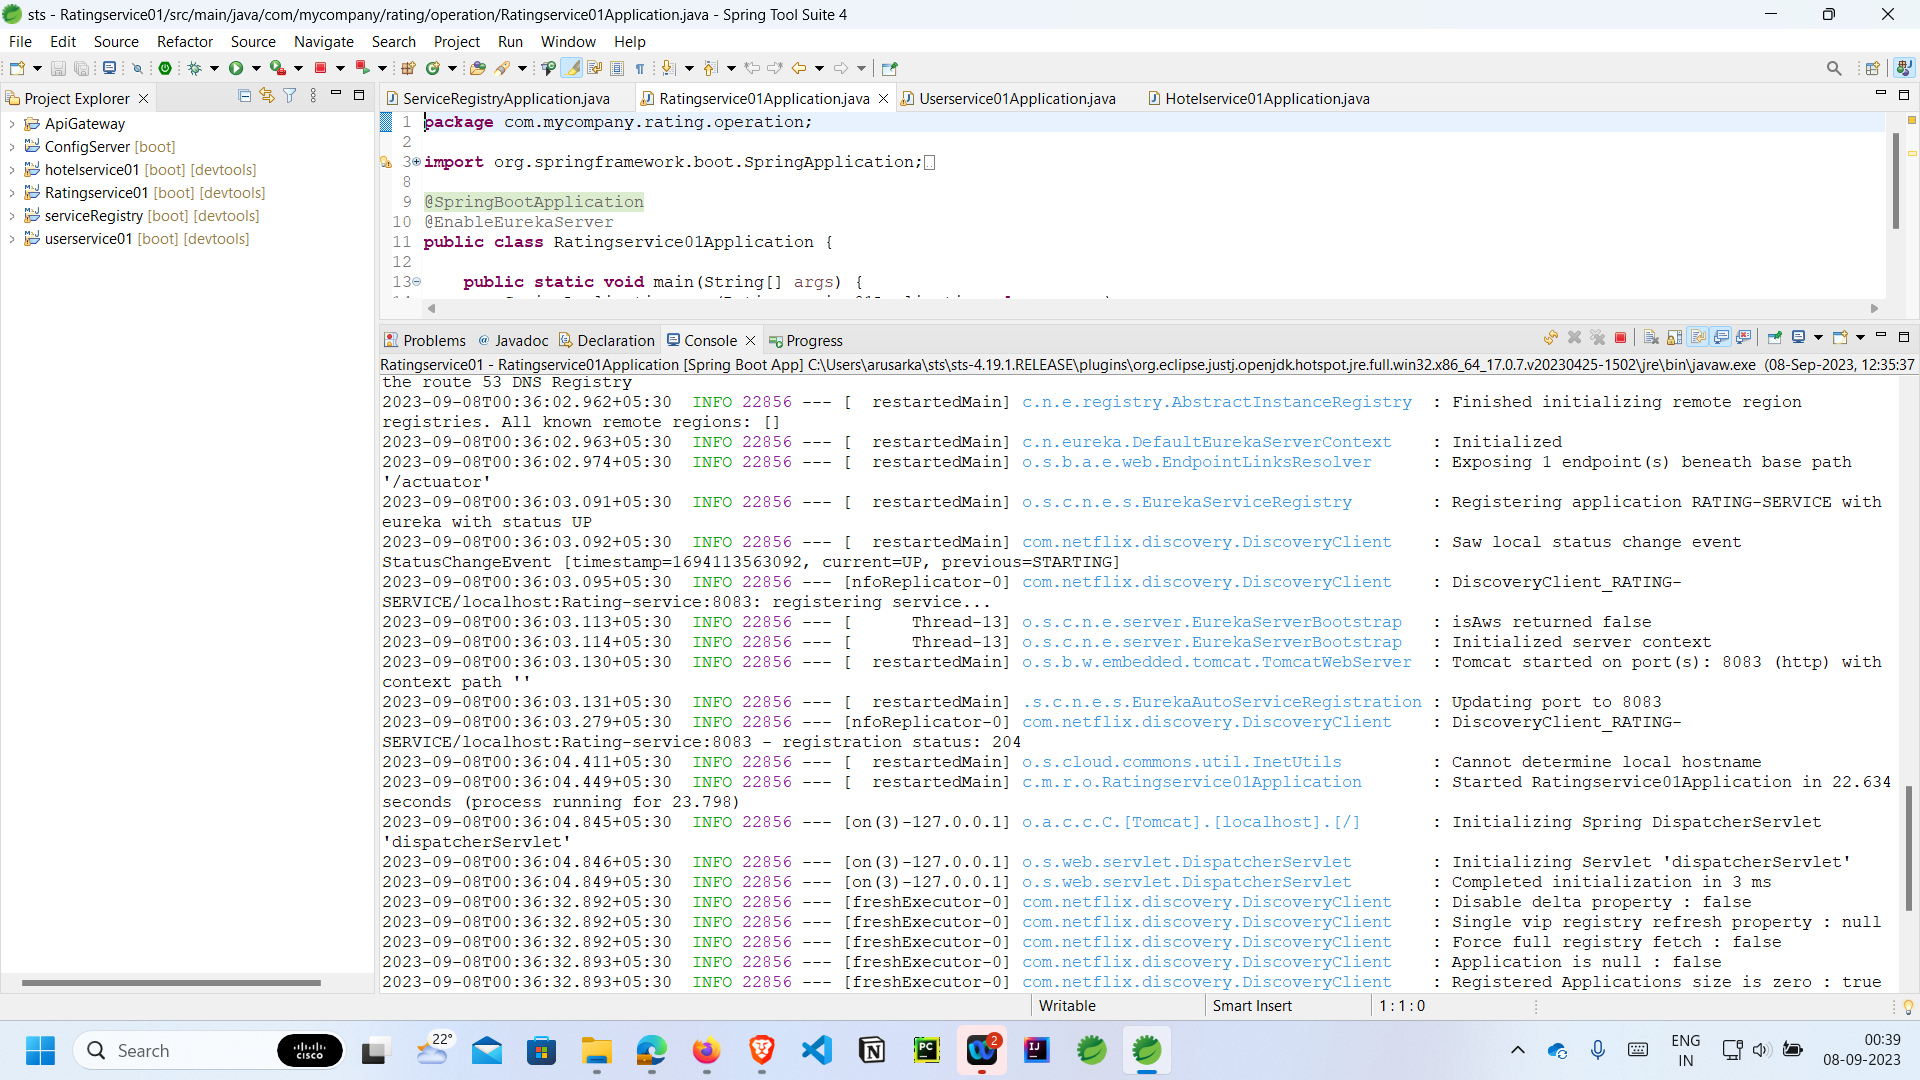 sts - Ratingservice01/src/main/java/com/mycompany/rating/operation/Ratingservice01Application.java - Spring Tool Suite 4
File Edit Source Refactor Source Navigate Search Project Run Window Help
Project Explorer
ApiGateway
ConfigServer [boot]
hotelservice01 [boot] [devtools]
Ratingservice01 [boot] [devtools]
serviceRegistry [boot] [devtools]
userservice01 [boot] [devtools]
ServiceRegistryApplication.java Ratingservice01Application.java Userservice01Application.java Hotelservice01Application.java
1 package com.mycompany.rating.operation;
2
3 import org.springframework.boot.SpringApplication;
8
9 @SpringBootApplication
10 @EnableEurekaServer
11 public class Ratingservice01Application {
12
13 public static void main(String[] args) {
Problems Javadoc Declaration Console Progress
Ratingservice01 - Ratingservice01Application [Spring Boot App] C:\Users\arusarka\sts\sts-4.19.1.RELEASE\plugins\org.eclipse.justj.openjdk.hotspot.jre.full.win32.x86_64_17.0.7.v20230425-1502\jre\bin\javaw.exe (08-Sep-2023, 12:35:37
the route 53 DNS Registry
2023-09-08T00:36:02.962+05:30  INFO 22856 --- [  restartedMain] c.n.e.registry.AbstractInstanceRegistry  : Finished initializing remote region
registries. All known remote regions: []
2023-09-08T00:36:02.963+05:30  INFO 22856 --- [  restartedMain] c.n.eureka.DefaultEurekaServerContext    : Initialized
2023-09-08T00:36:02.974+05:30  INFO 22856 --- [  restartedMain] o.s.b.a.e.web.EndpointLinksResolver      : Exposing 1 endpoint(s) beneath base path
'/actuator'
2023-09-08T00:36:03.091+05:30  INFO 22856 --- [  restartedMain] o.s.c.n.e.s.EurekaServiceRegistry        : Registering application RATING-SERVICE with
eureka with status UP
2023-09-08T00:36:03.092+05:30  INFO 22856 --- [  restartedMain] com.netflix.discovery.DiscoveryClient    : Saw local status change event
StatusChangeEvent [timestamp=1694113563092, current=UP, previous=STARTING]
2023-09-08T00:36:03.095+05:30  INFO 22856 --- [nfoReplicator-0] com.netflix.discovery.DiscoveryClient    : DiscoveryClient_RATING-
SERVICE/localhost:Rating-service:8083: registering service...
2023-09-08T00:36:03.113+05:30  INFO 22856 --- [      Thread-13] o.s.c.n.e.server.EurekaServerBootstrap   : isAws returned false
2023-09-08T00:36:03.114+05:30  INFO 22856 --- [      Thread-13] o.s.c.n.e.server.EurekaServerBootstrap   : Initialized server context
2023-09-08T00:36:03.130+05:30  INFO 22856 --- [  restartedMain] o.s.b.w.embedded.tomcat.TomcatWebServer  : Tomcat started on port(s): 8083 (http) with
context path ''
2023-09-08T00:36:03.131+05:30  INFO 22856 --- [  restartedMain] .s.c.n.e.s.EurekaAutoServiceRegistration : Updating port to 8083
2023-09-08T00:36:03.279+05:30  INFO 22856 --- [nfoReplicator-0] com.netflix.discovery.DiscoveryClient    : DiscoveryClient_RATING-
SERVICE/localhost:Rating-service:8083 - registration status: 204
2023-09-08T00:36:04.411+05:30  INFO 22856 --- [  restartedMain] o.s.cloud.commons.util.InetUtils         : Cannot determine local hostname
2023-09-08T00:36:04.449+05:30  INFO 22856 --- [  restartedMain] c.m.r.o.Ratingservice01Application       : Started Ratingservice01Application in 22.634
seconds (process running for 23.798)
2023-09-08T00:36:04.845+05:30  INFO 22856 --- [on(3)-127.0.0.1] o.a.c.c.C.[Tomcat].[localhost].[/]       : Initializing Spring DispatcherServlet
'dispatcherServlet'
2023-09-08T00:36:04.846+05:30  INFO 22856 --- [on(3)-127.0.0.1] o.s.web.servlet.DispatcherServlet        : Initializing Servlet 'dispatcherServlet'
2023-09-08T00:36:04.849+05:30  INFO 22856 --- [on(3)-127.0.0.1] o.s.web.servlet.DispatcherServlet        : Completed initialization in 3 ms
2023-09-08T00:36:32.892+05:30  INFO 22856 --- [freshExecutor-0] com.netflix.discovery.DiscoveryClient    : Disable delta property : false
2023-09-08T00:36:32.892+05:30  INFO 22856 --- [freshExecutor-0] com.netflix.discovery.DiscoveryClient    : Single vip registry refresh property : null
2023-09-08T00:36:32.892+05:30  INFO 22856 --- [freshExecutor-0] com.netflix.discovery.DiscoveryClient    : Force full registry fetch : false
2023-09-08T00:36:32.893+05:30  INFO 22856 --- [freshExecutor-0] com.netflix.discovery.DiscoveryClient    : Application is null : false
2023-09-08T00:36:32.893+05:30  INFO 22856 --- [freshExecutor-0] com.netflix.discovery.DiscoveryClient    : Registered Applications size is zero : true
Writable Smart Insert 1 : 1 : 0
Search
CISCO
22°
PC
2
IJ
ENG
IN
00:39
08-09-2023